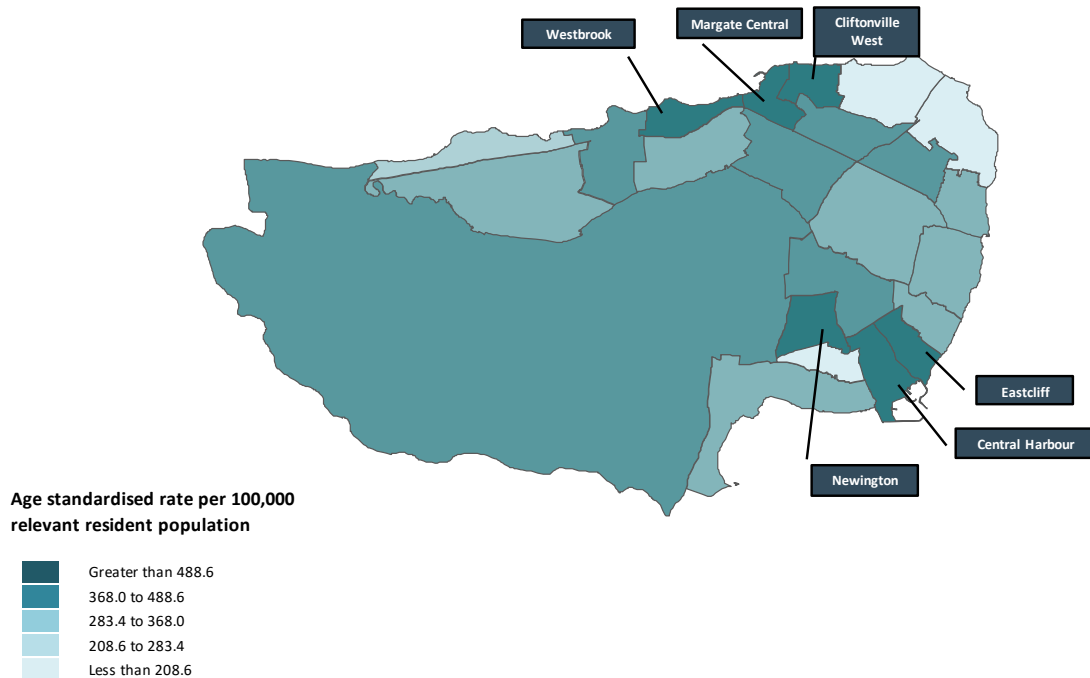 Cliftonville
West
Margate Central
Westbrook
Eastcliff
Central Harbour
Newington
Age standardised rate per 100,000
relevant resident population
Greater than 488.6
368.0 to 488.6
283.4 to 368.0
208.6 to 283.4
Less than 208.6